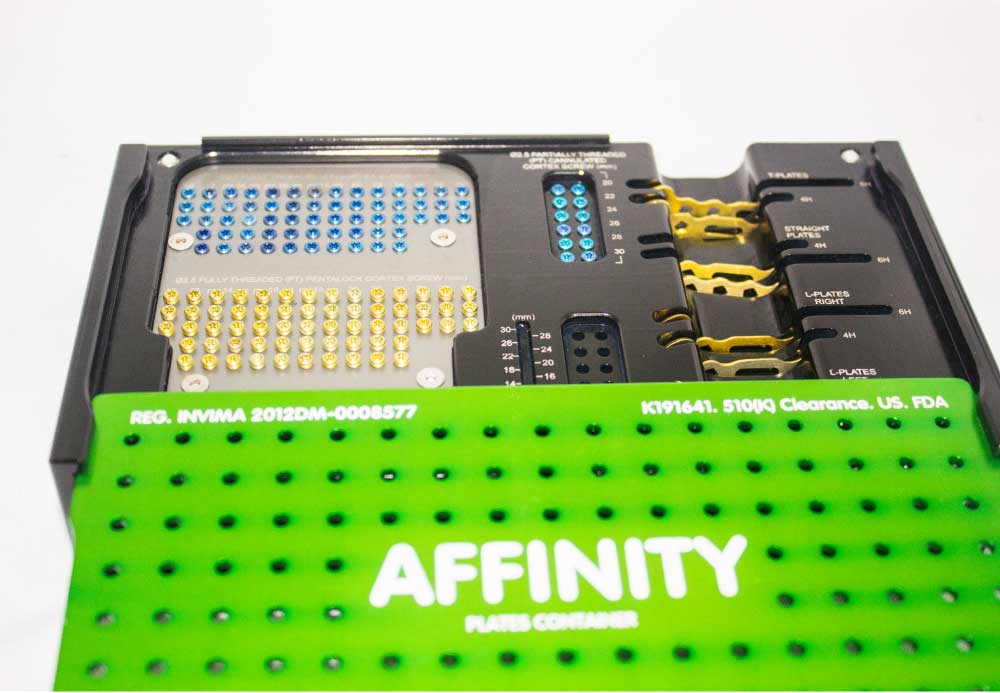 Ø2.5 PARTIALLY THREADED
(PT) CANNULATED
CORTEX SCREW (mm)
20
22
24
26
28
30
T-PLATES
6H
4H
STRAIGHT
PLATES
4H
6H
L-PLATES
RIGHT
6H
4H
L-PLATES
LEFT
Ø2.5 FULLY THREADED (FT) PENTALOCK CORTEX SCREW (mm)
(mm)
30
28
26
24
22
20
18
16
14
REG. INVIMA 2012DM-0008577
K191641. 510(K) Clearance. US. FDA
AFFINITY
PLATES CONTAINER